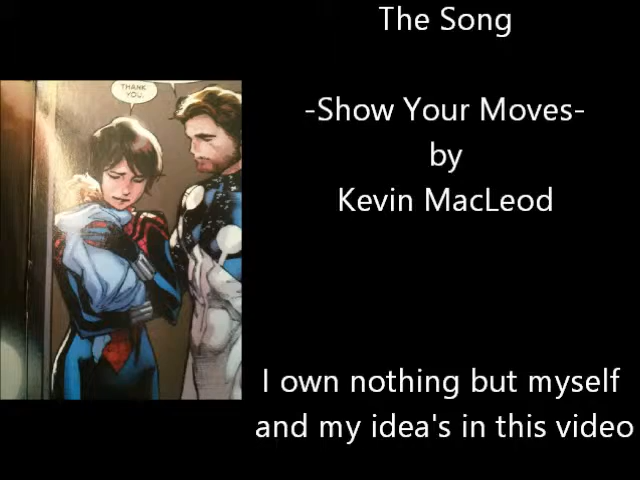 The Song
THANK
YOU.
-Show Your Moves-
by
Kevin MacLeod
I own nothing but myself
and my idea's in this video